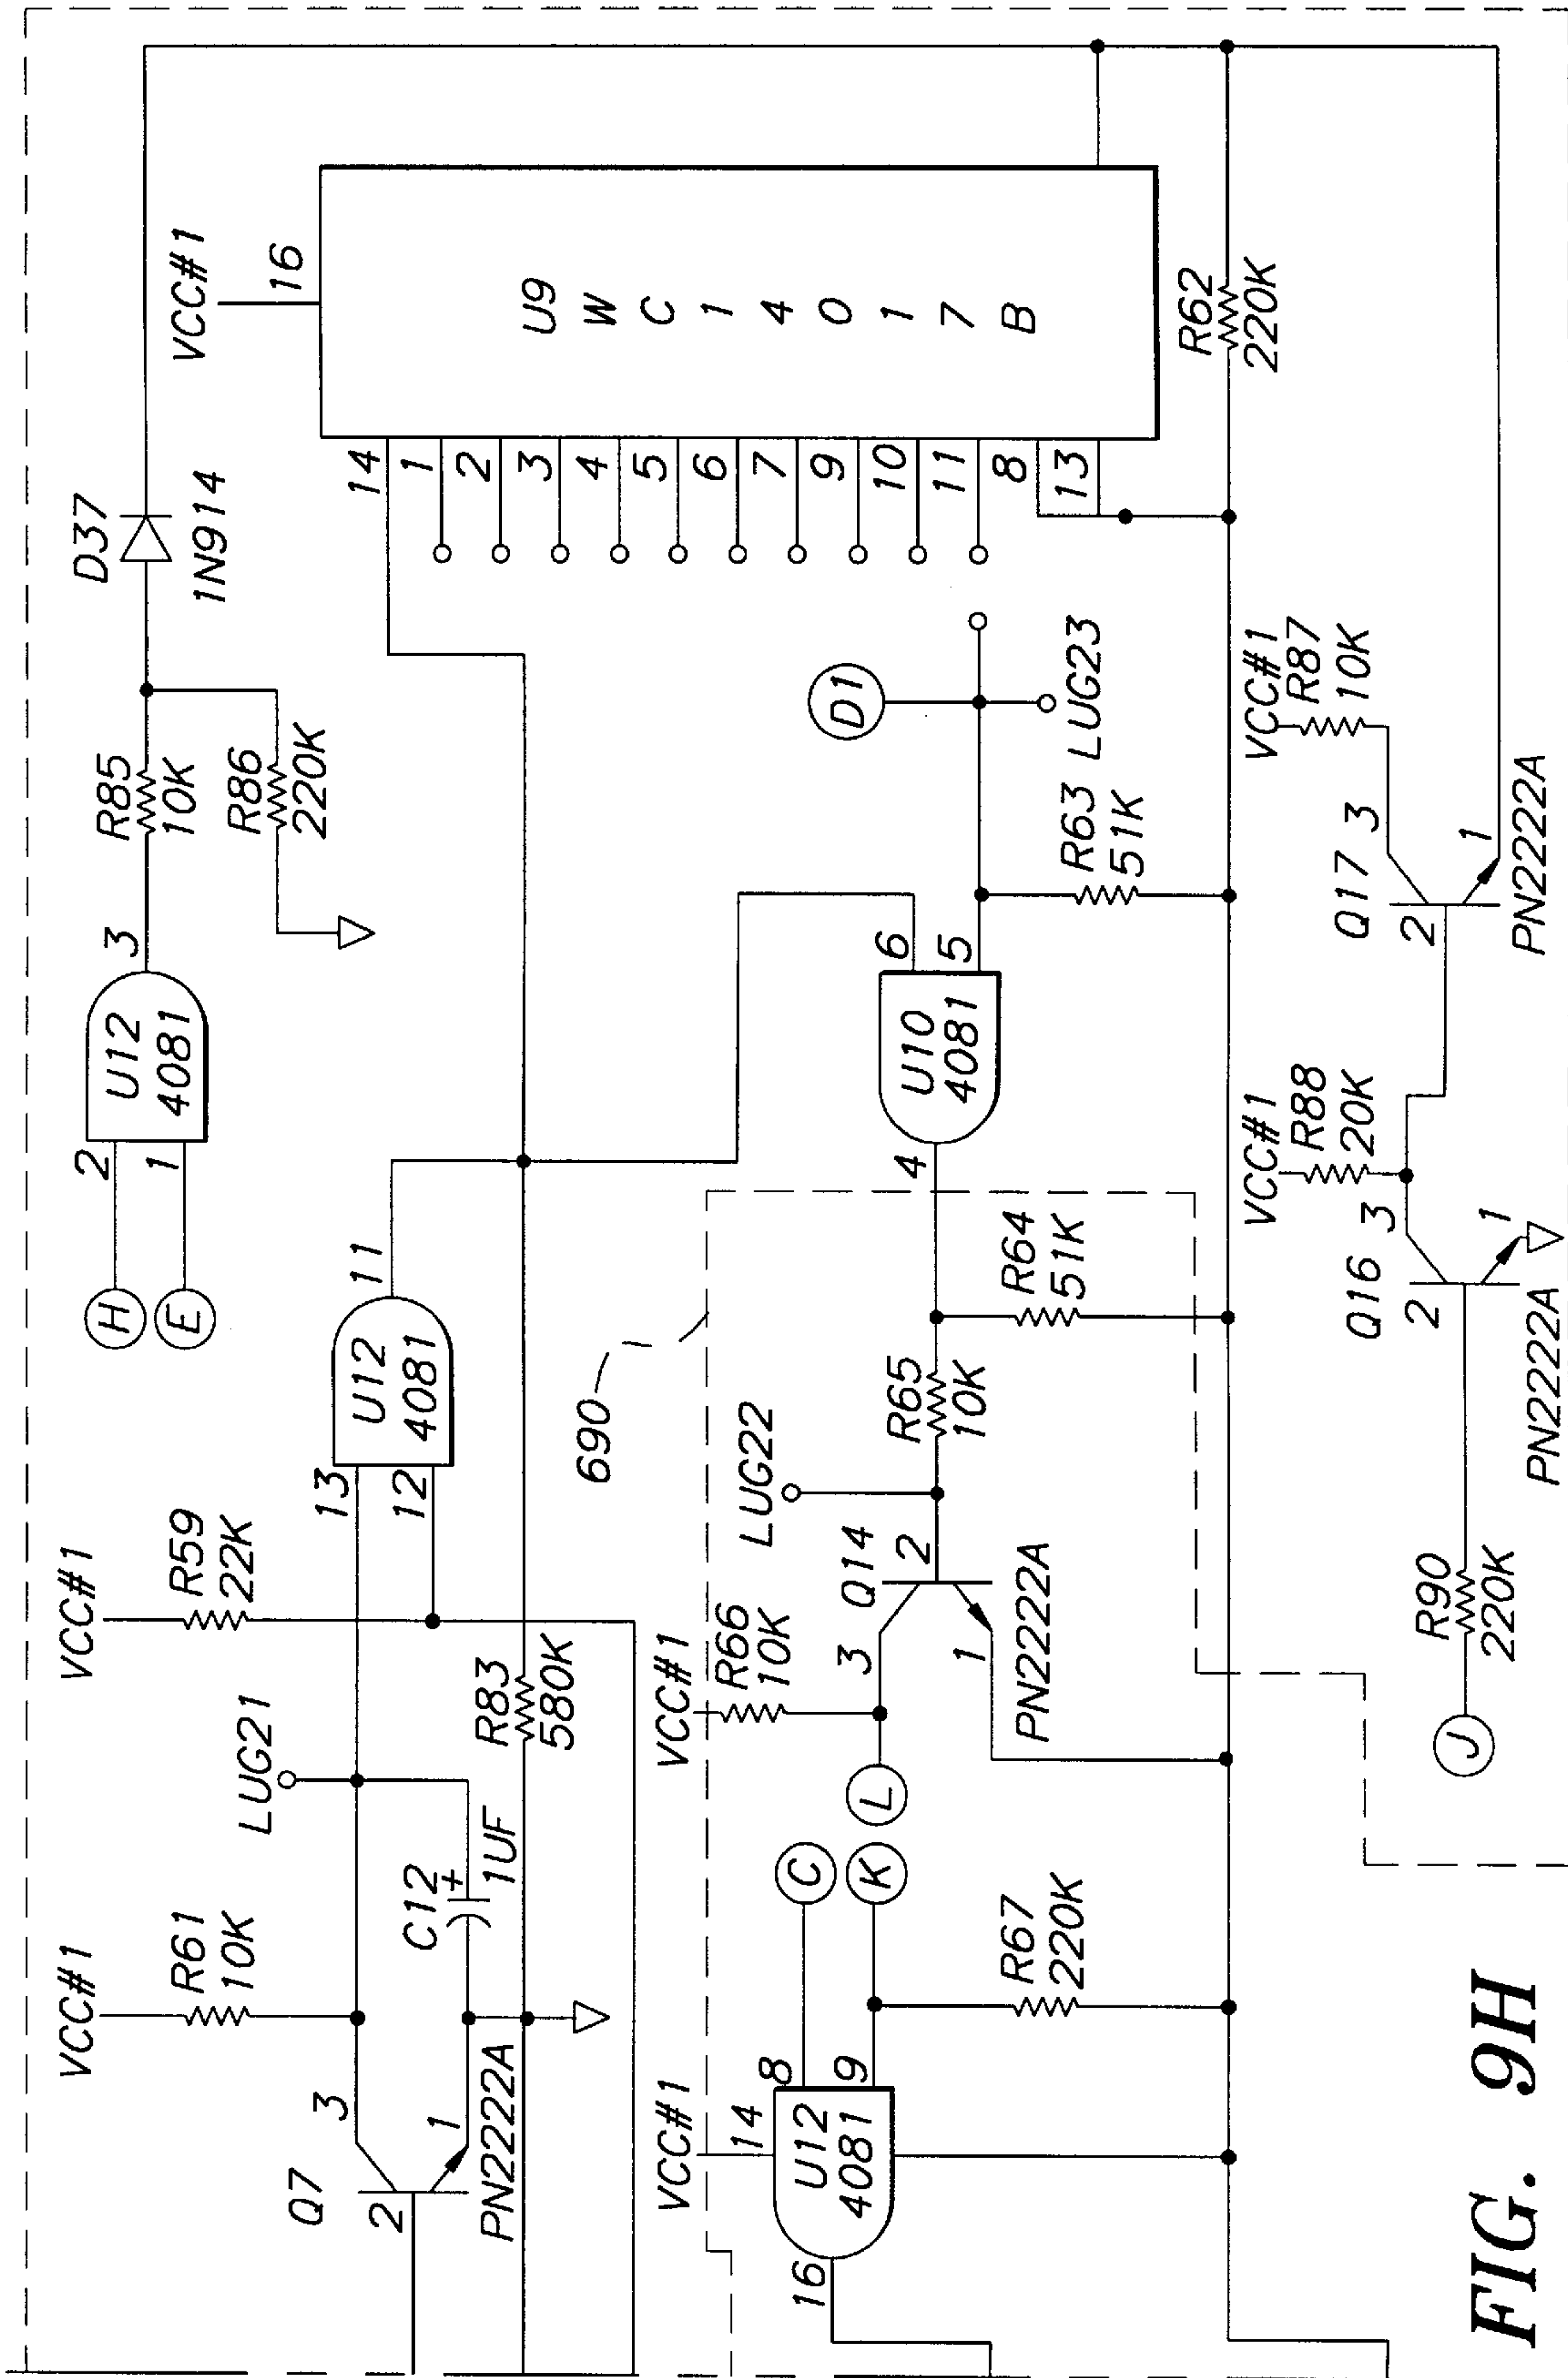 VCC#1
R61
10K
LUG21
VCC#1
R59
22K
H
E
2
1
U12
4081
3
R85
10K
R86
220K
D37
1N914
VCC#1
16
Q7
3
2
1
PN2222A
C12
+
1UF
R83
580K
13
12
U12
4081
11
14
1
2
3
4
5
6
7
9
10
11
8
13
U9
W
C
1
4
0
1
7
B
690
VCC#1
14
U12
4081
8
9
16
C
K
R67
220K
VCC#1
R66
10K
L
3
Q14
2
1
PN2222A
LUG22
R65
10K
R64
51K
4
U10
4081
6
5
D1
LUG23
R63
51K
R62
220K
J
R90
220K
Q16
2
3
1
PN2222A
VCC#1
R88
20K
Q17
2
3
1
PN2222A
VCC#1
R87
10K
FIG. 9H